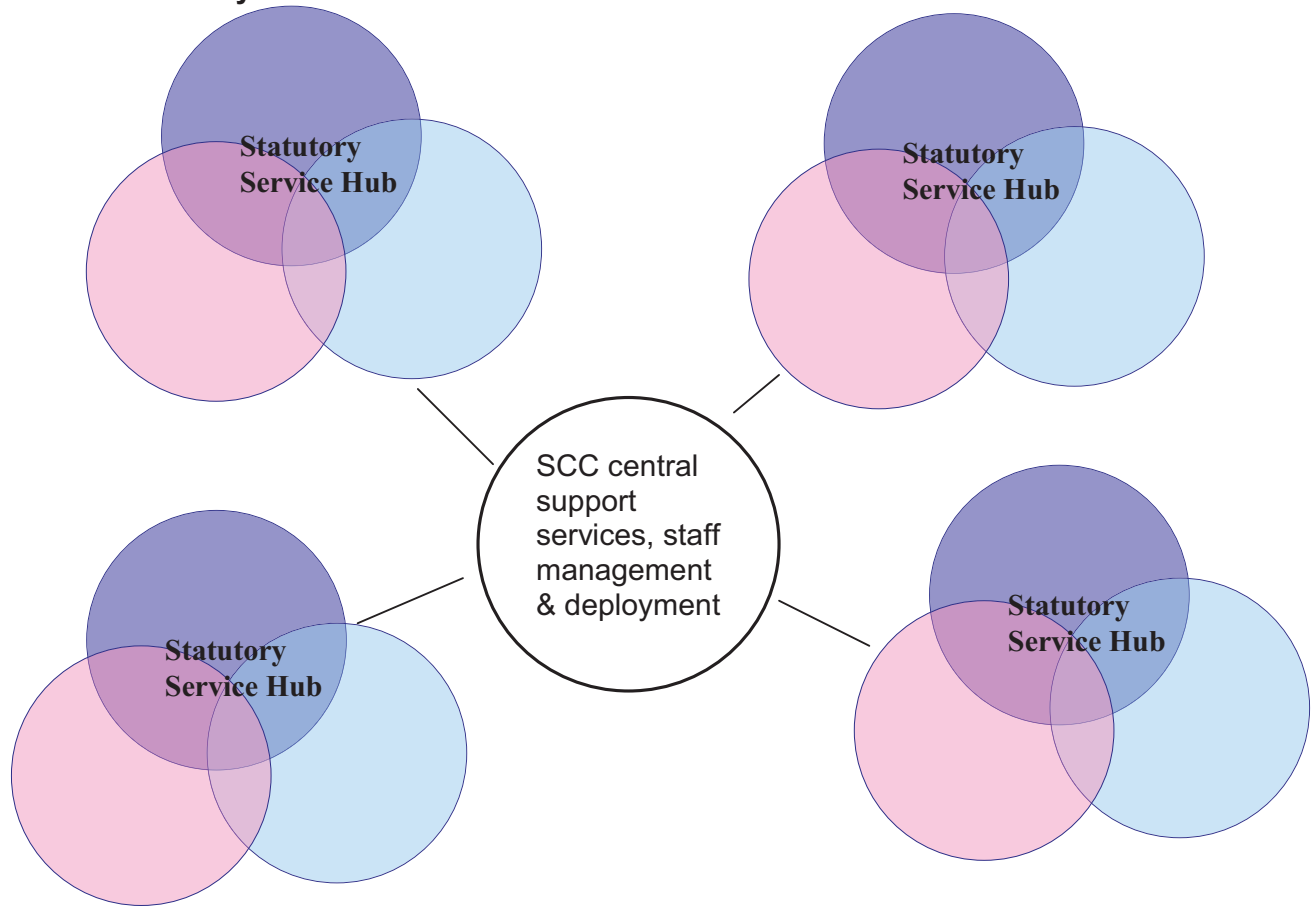 Statutory
Service Hub
Statutory
Service Hub
SCC central
support
services, staff
management
& deployment
Statutory
Service Hub
Statutory
Service Hub